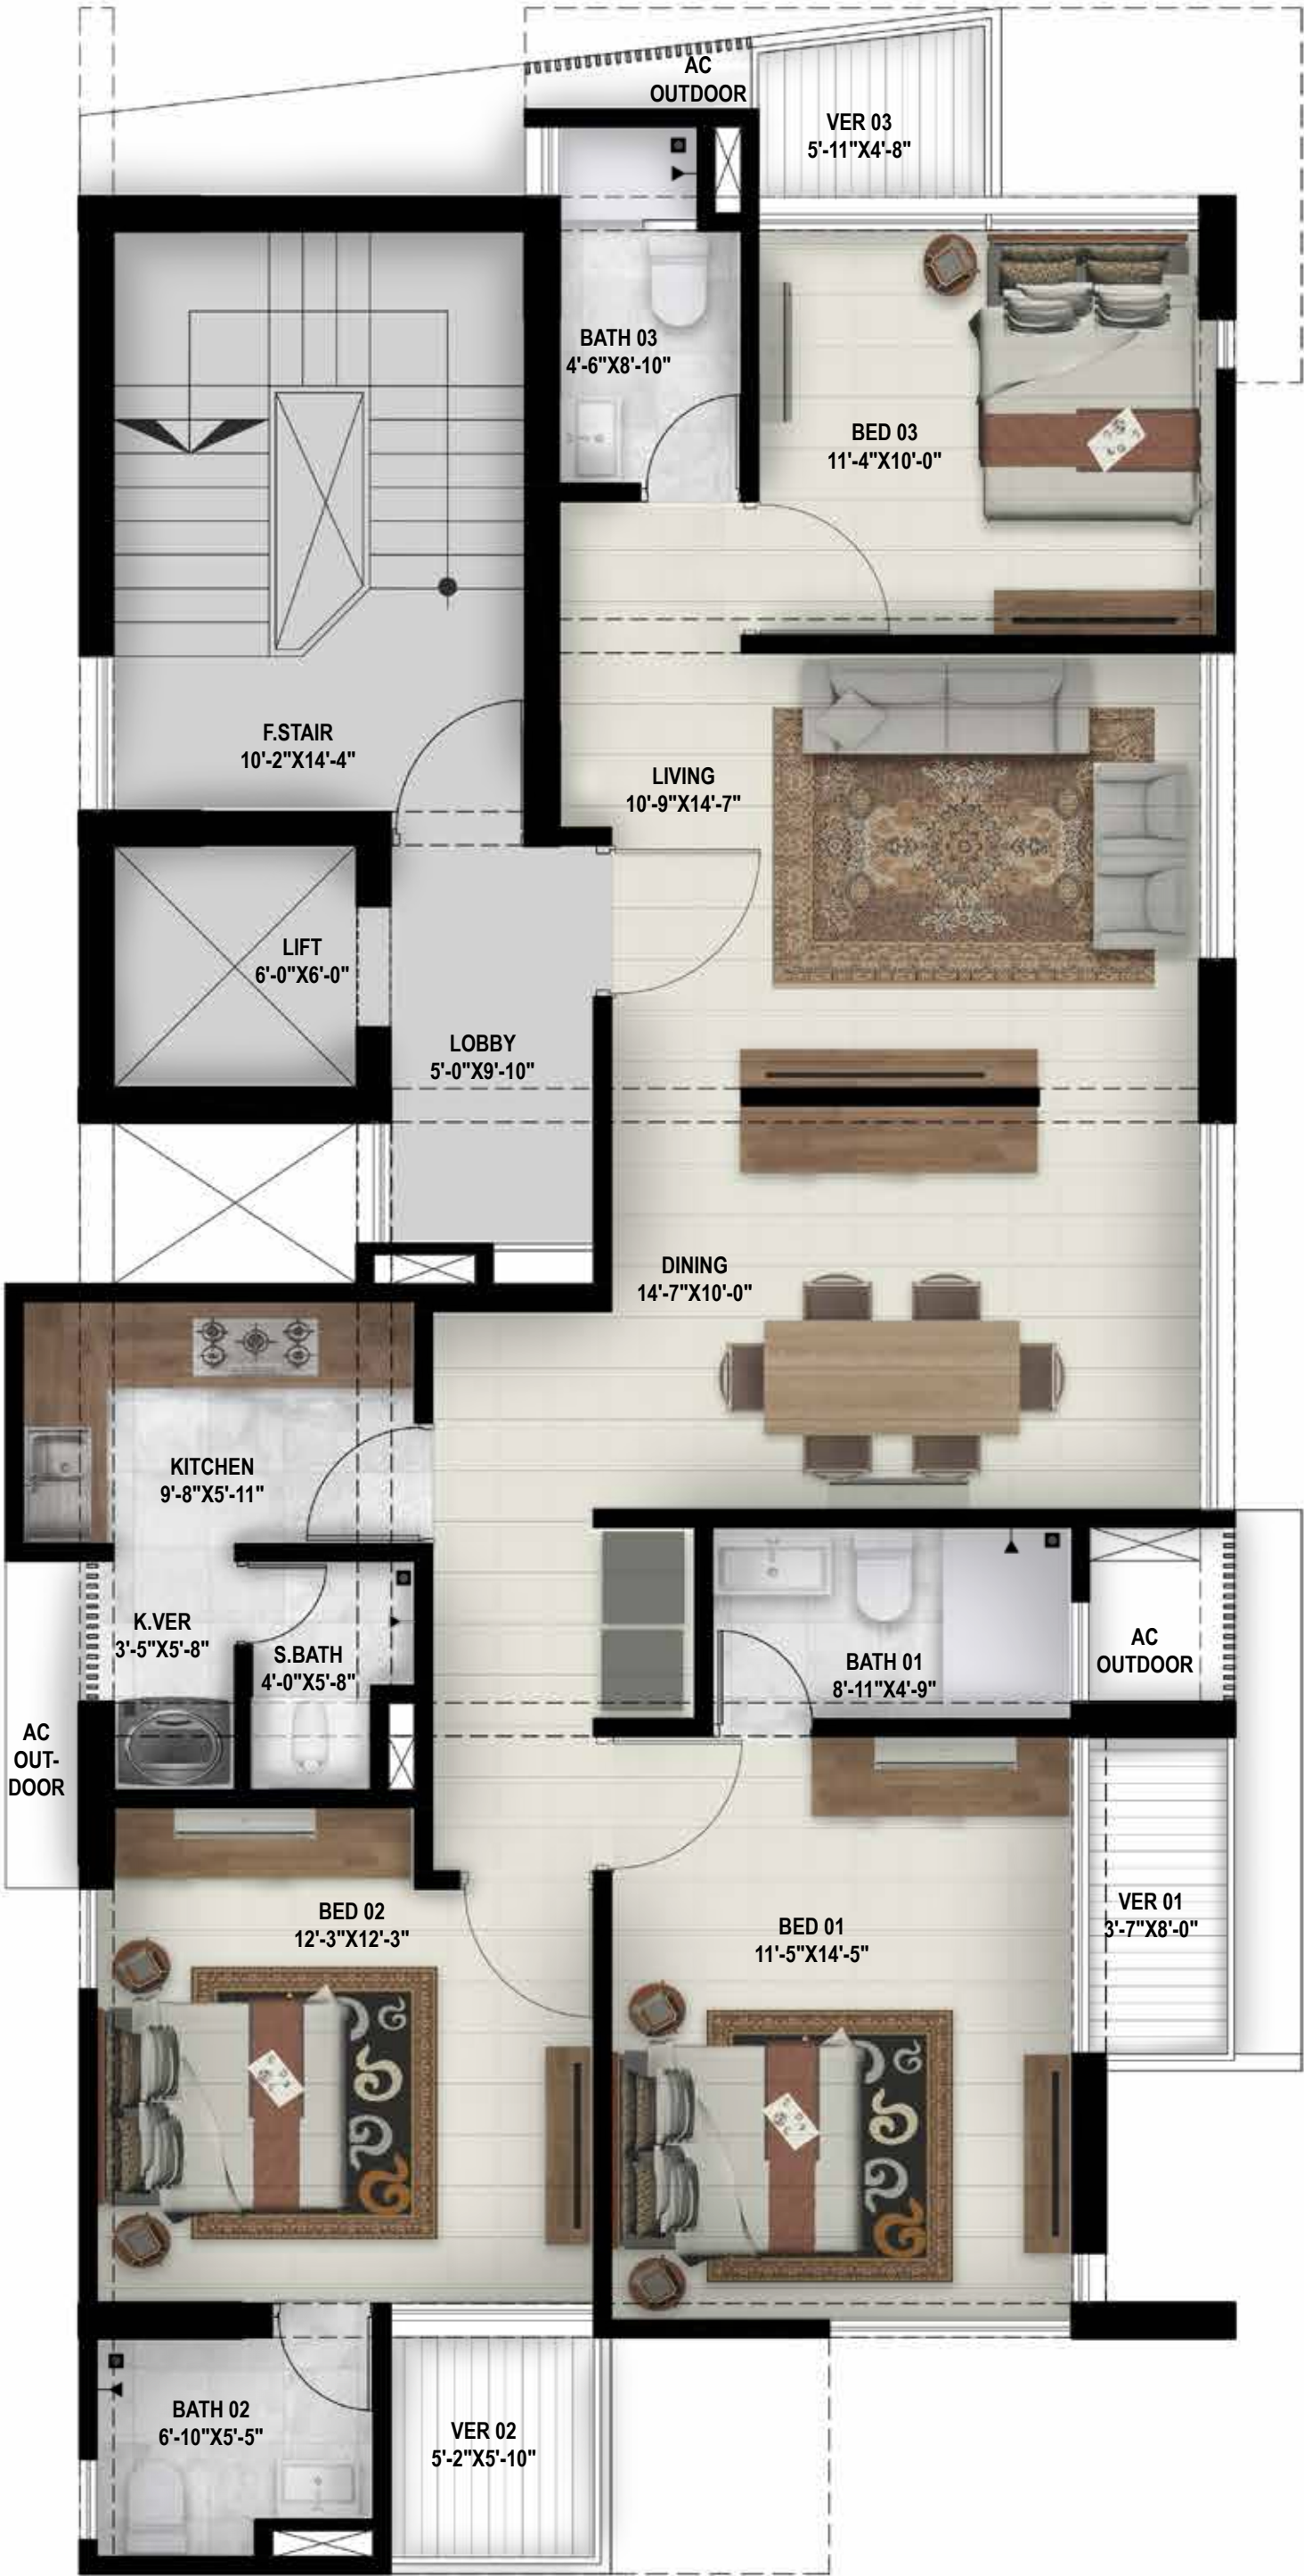 AC
OUTDOOR
VER 03
5'-11"X4'-8"
BATH 03
4'-6"X8'-10"
BED 03
11'-4"X10'-0"
F.STAIR
10'-2"X14'-4"
LIVING
10'-9"X14'-7"
LIFT
6'-0"X6'-0"
LOBBY
5'-0"X9'-10"
DINING
14'-7"X10'-0"
KITCHEN
9'-8"X5'-11"
K.VER
3'-5"X5'-8"
S.BATH
4'-0"X5'-8"
BATH 01
8'-11"X4'-9"
AC
OUTDOOR
AC
OUT-
DOOR
BED 02
12'-3"X12'-3"
BED 01
11'-5"X14'-5"
VER 01
3'-7"X8'-0"
BATH 02
6'-10"X5'-5"
VER 02
5'-2"X5'-10"